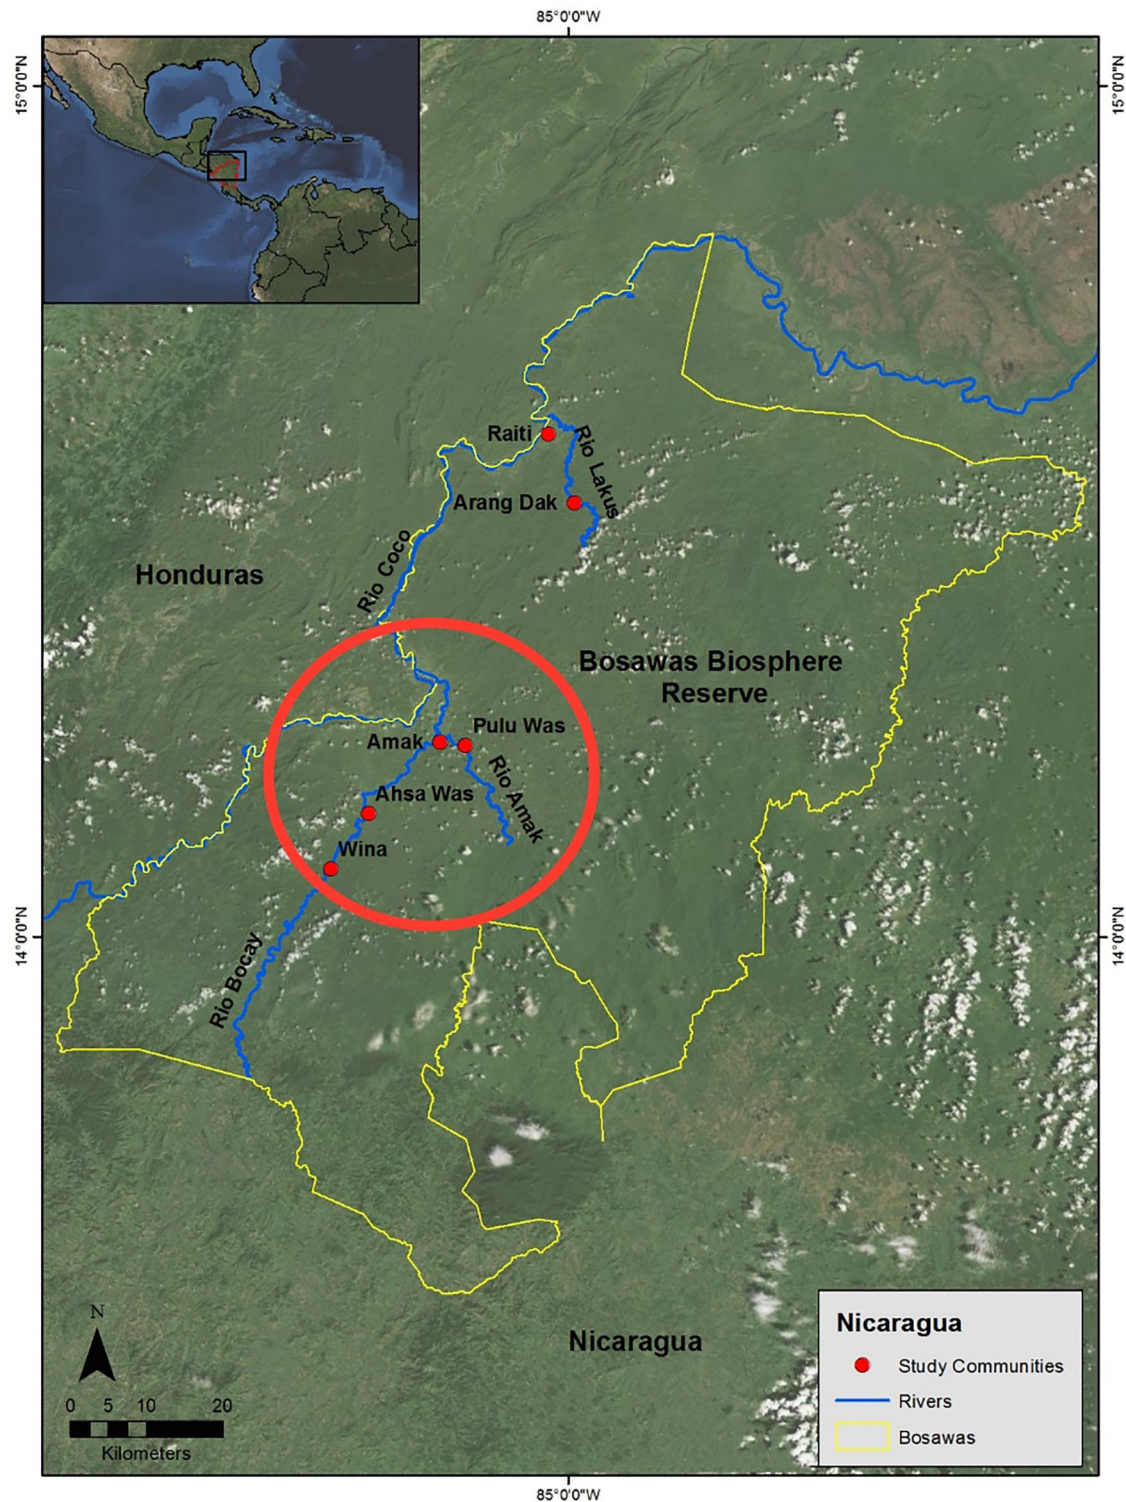 85°0'0"W
15°0'0"N
15°0'0"N
Raiti
Rio Lakus
Arang Dak
Rio Coco
Honduras
Bosawas Biosphere
Reserve
Pulu Was
Amak
Rio Amak
Ahsa Was
Wina
14°0'0"N
14°0'0"N
Rio Bocay
Nicaragua
N
0 5 10 20
Kilometers
Nicaragua
Study Communities
Rivers
Bosawas
85°0'0"W